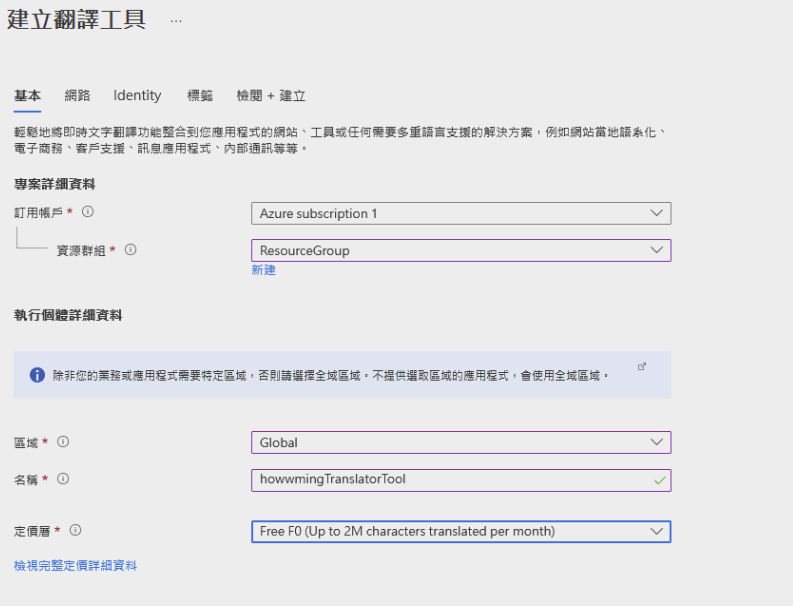 建立翻譯工具 ...
基本 網路 Identity 標籤 檢閱 + 建立
輕鬆地將即時文字翻譯功能整合到您應用程式的網站、工具或任何需要多重語言支援的解決方案，例如網站當地語系化、
電子商務、客戶支援、訊息應用程式、內部通訊等等。
專案詳細資料
訂用帳戶 *
Azure subscription 1
資源群組 *
ResourceGroup
新建
執行個體詳細資料
除非您的業務或應用程式需要特定區域，否則請選擇全域區域。不提供選取區域的應用程式，會使用全域區域。
區域 *
Global
名稱 *
howwmingTranslatorTool
定價層 *
Free F0 (Up to 2M characters translated per month)
檢視完整定價詳細資料